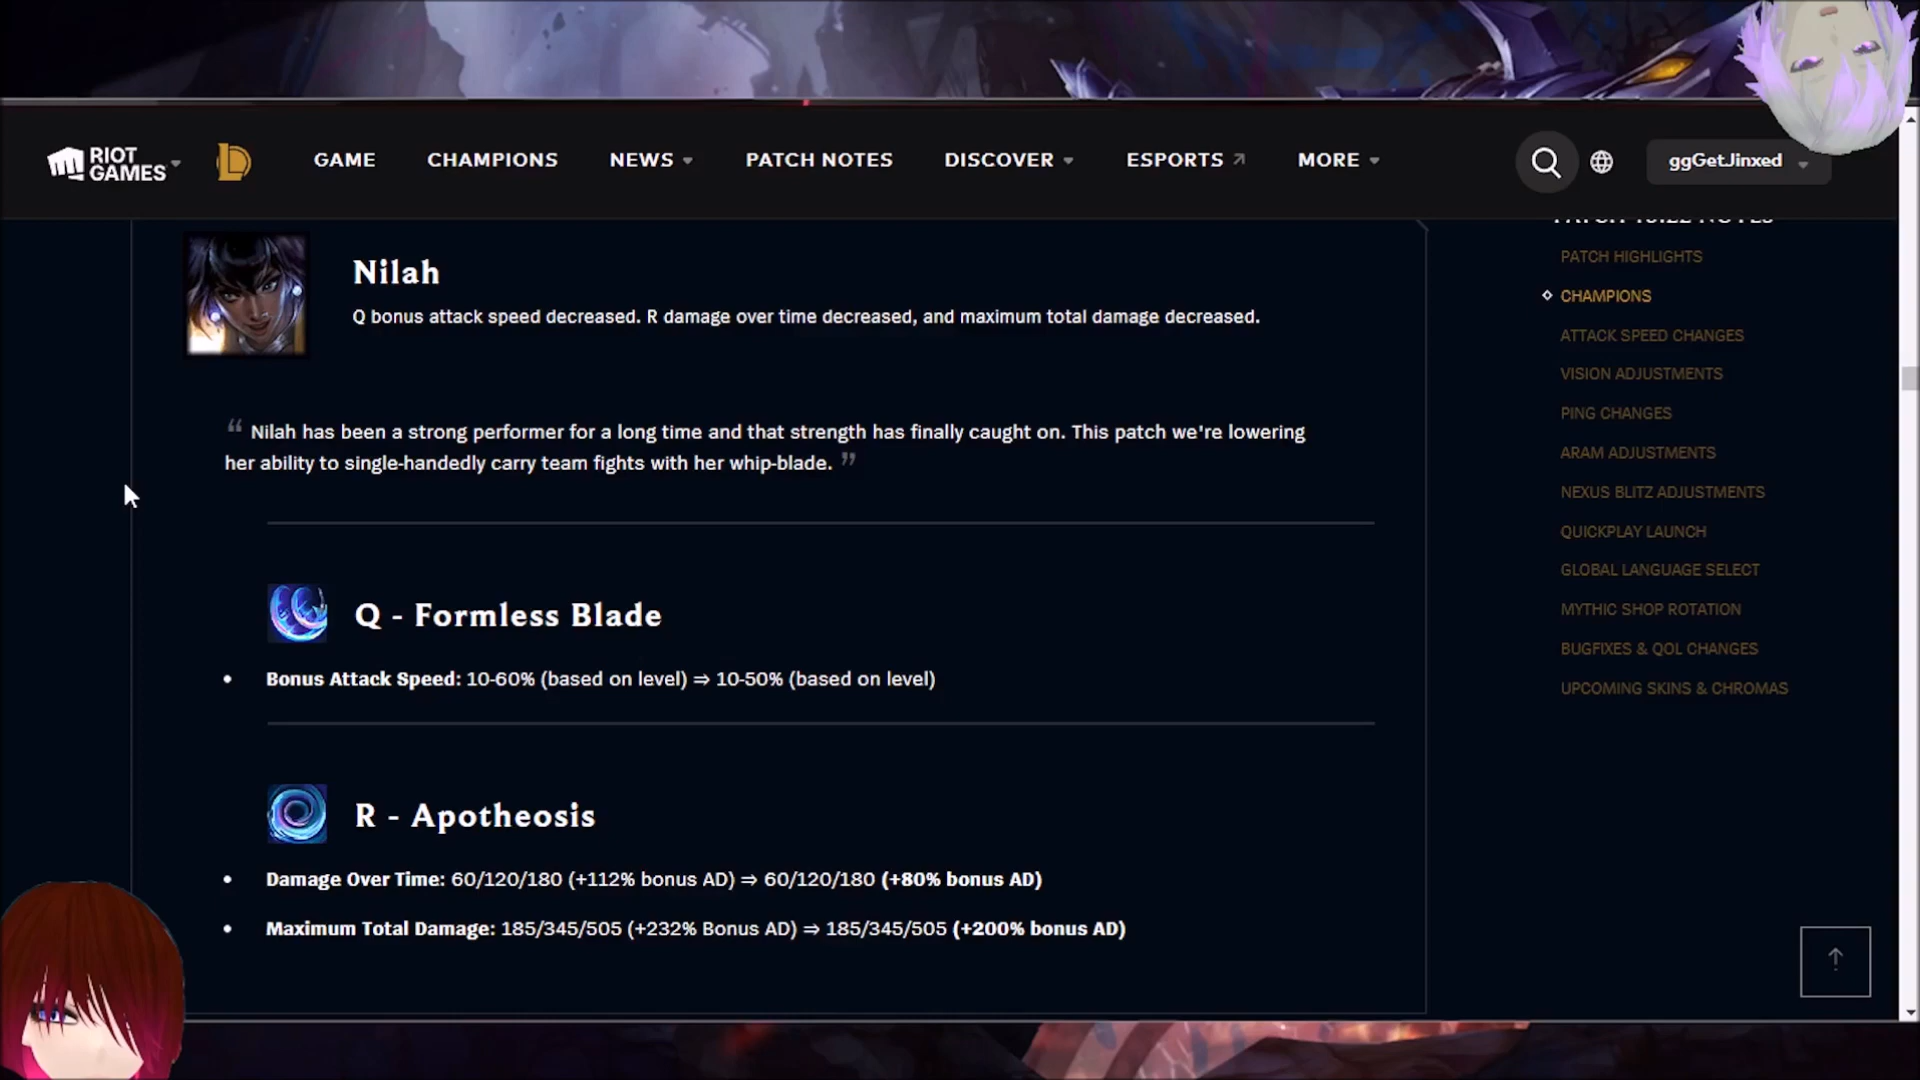 RIOT GAMES
GAME
CHAMPIONS
NEWS
PATCH NOTES
DISCOVER
ESPORTS
MORE
ggGetJinxed
Nilah
Q bonus attack speed decreased. R damage over time decreased, and maximum total damage decreased.
“ Nilah has been a strong performer for a long time and that strength has finally caught on. This patch we're lowering
her ability to single-handedly carry team fights with her whip-blade. ”
Q - Formless Blade
• Bonus Attack Speed: 10-60% (based on level) ⇒ 10-50% (based on level)
R - Apotheosis
• Damage Over Time: 60/120/180 (+112% bonus AD) ⇒ 60/120/180 (+80% bonus AD)
• Maximum Total Damage: 185/345/505 (+232% Bonus AD) ⇒ 185/345/505 (+200% bonus AD)
PATCH HIGHLIGHTS
CHAMPIONS
ATTACK SPEED CHANGES
VISION ADJUSTMENTS
PING CHANGES
ARAM ADJUSTMENTS
NEXUS BLITZ ADJUSTMENTS
QUICKPLAY LAUNCH
GLOBAL LANGUAGE SELECT
MYTHIC SHOP ROTATION
BUGFIXES & QOL CHANGES
UPCOMING SKINS & CHROMAS